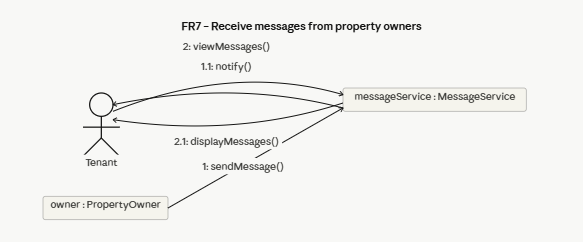 FR7 – Receive messages from property owners
2: viewMessages()
1.1: notify()
messageService : MessageService
2.1: displayMessages()
Tenant
1: sendMessage()
owner : PropertyOwner